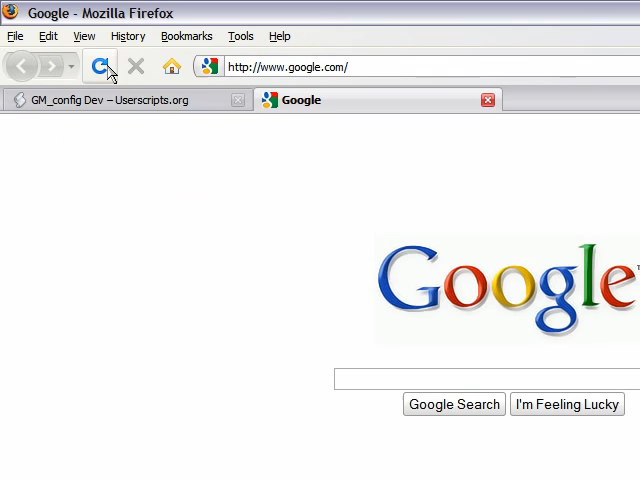 Google - Mozilla Firefox
File Edit View History Bookmarks Tools Help
http://www.google.com/
GM_config Dev – Userscripts.org Google
Google™
Google Search I'm Feeling Lucky